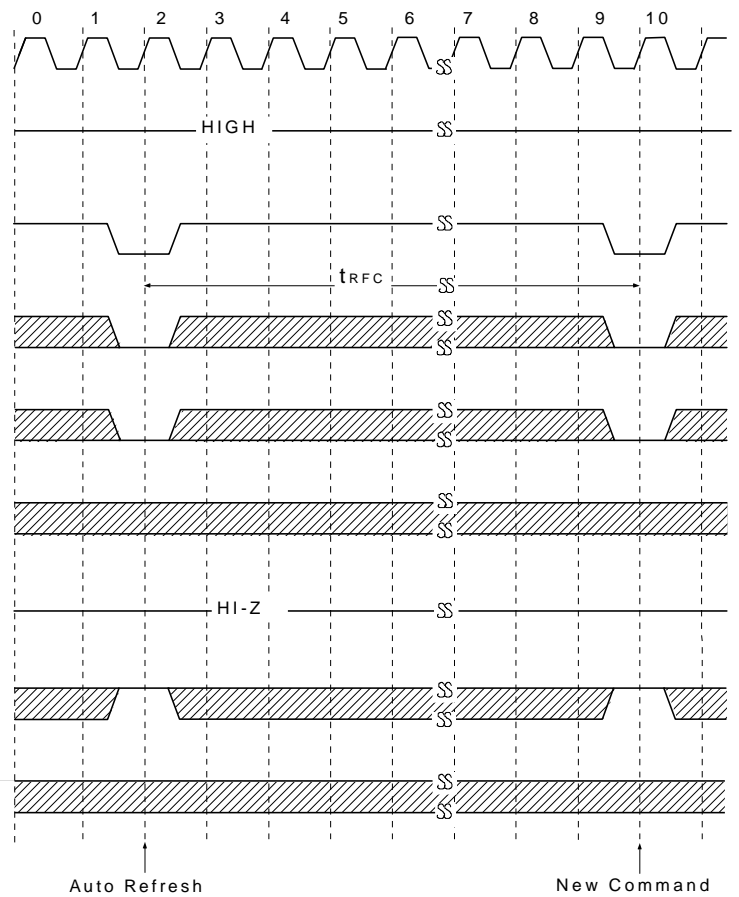 0 1 2 3 4 5 6 7 8 9 10
HIGH
tRFC
HI-Z
Auto Refresh
New Command